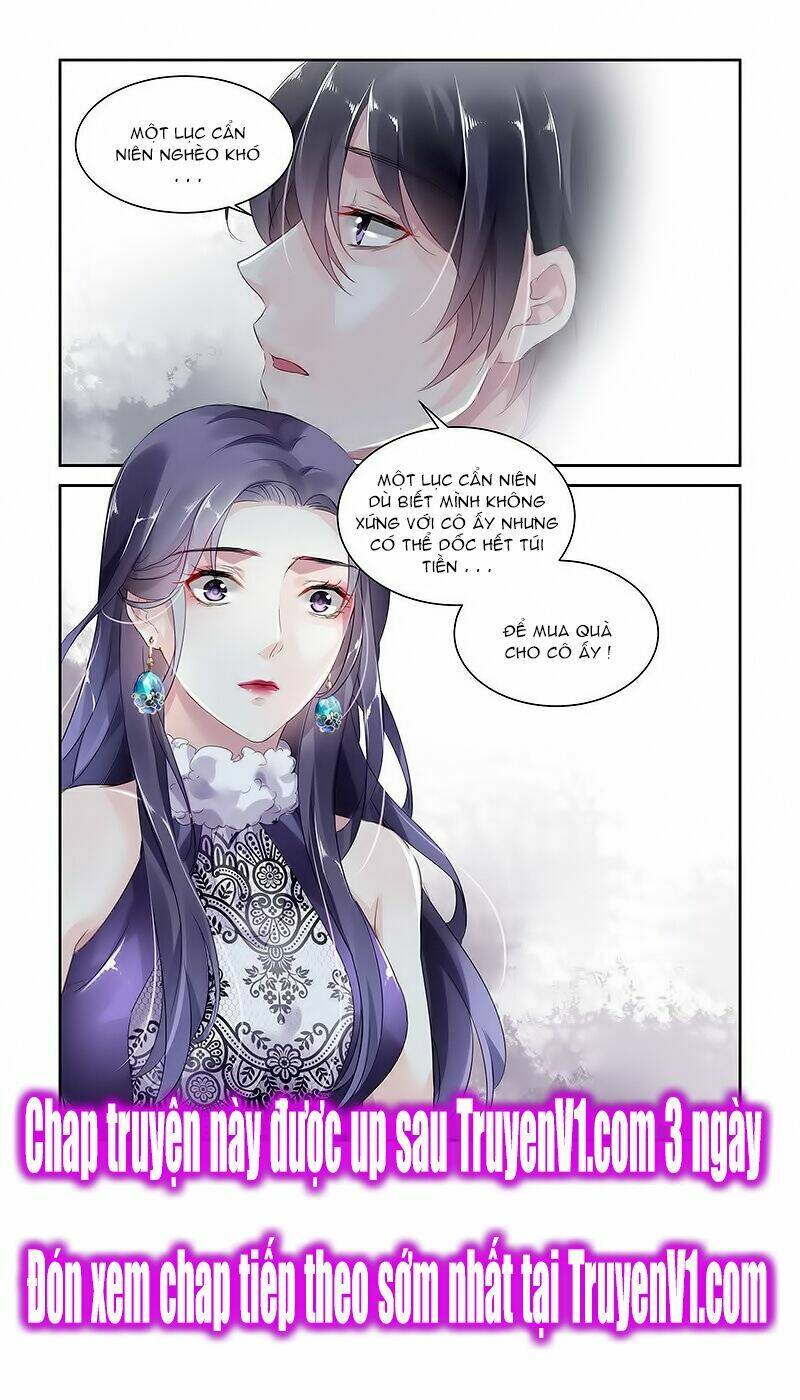 MỘT LỤC CẨN
NIÊN NGHÈO KHÓ
. . .
MỘT LỤC CẨN NIÊN
DÙ BIẾT MÌNH KHÔNG
XỨNG VỚI CÔ ẤY NHƯNG
CÓ THỂ DỐC HẾT TÚI
TIỀN . . .
ĐỂ MUA QUÀ
CHO CÔ ẤY !
Chap truyện này được up sau TruyenV1.com 3 ngày
Đón xem chap tiếp theo sớm nhất tại TruyenV1.com